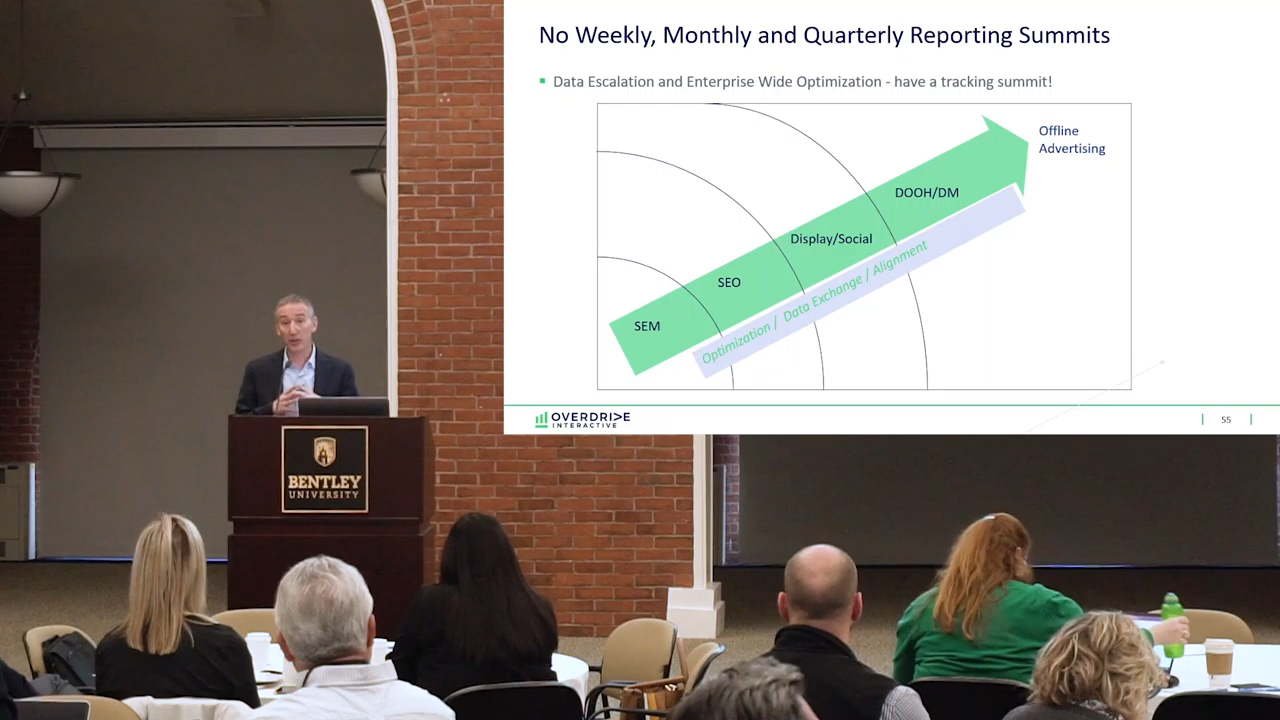 No Weekly, Monthly and Quarterly Reporting Summits
Data Escalation and Enterprise Wide Optimization - have a tracking summit!
Offline
Advertising
DOOH/DM
Display/Social
SEO
SEM
Optimization / Data Exchange / Alignment
OVERDRIVE
INTERACTIVE
55
BENTLEY
UNIVERSITY